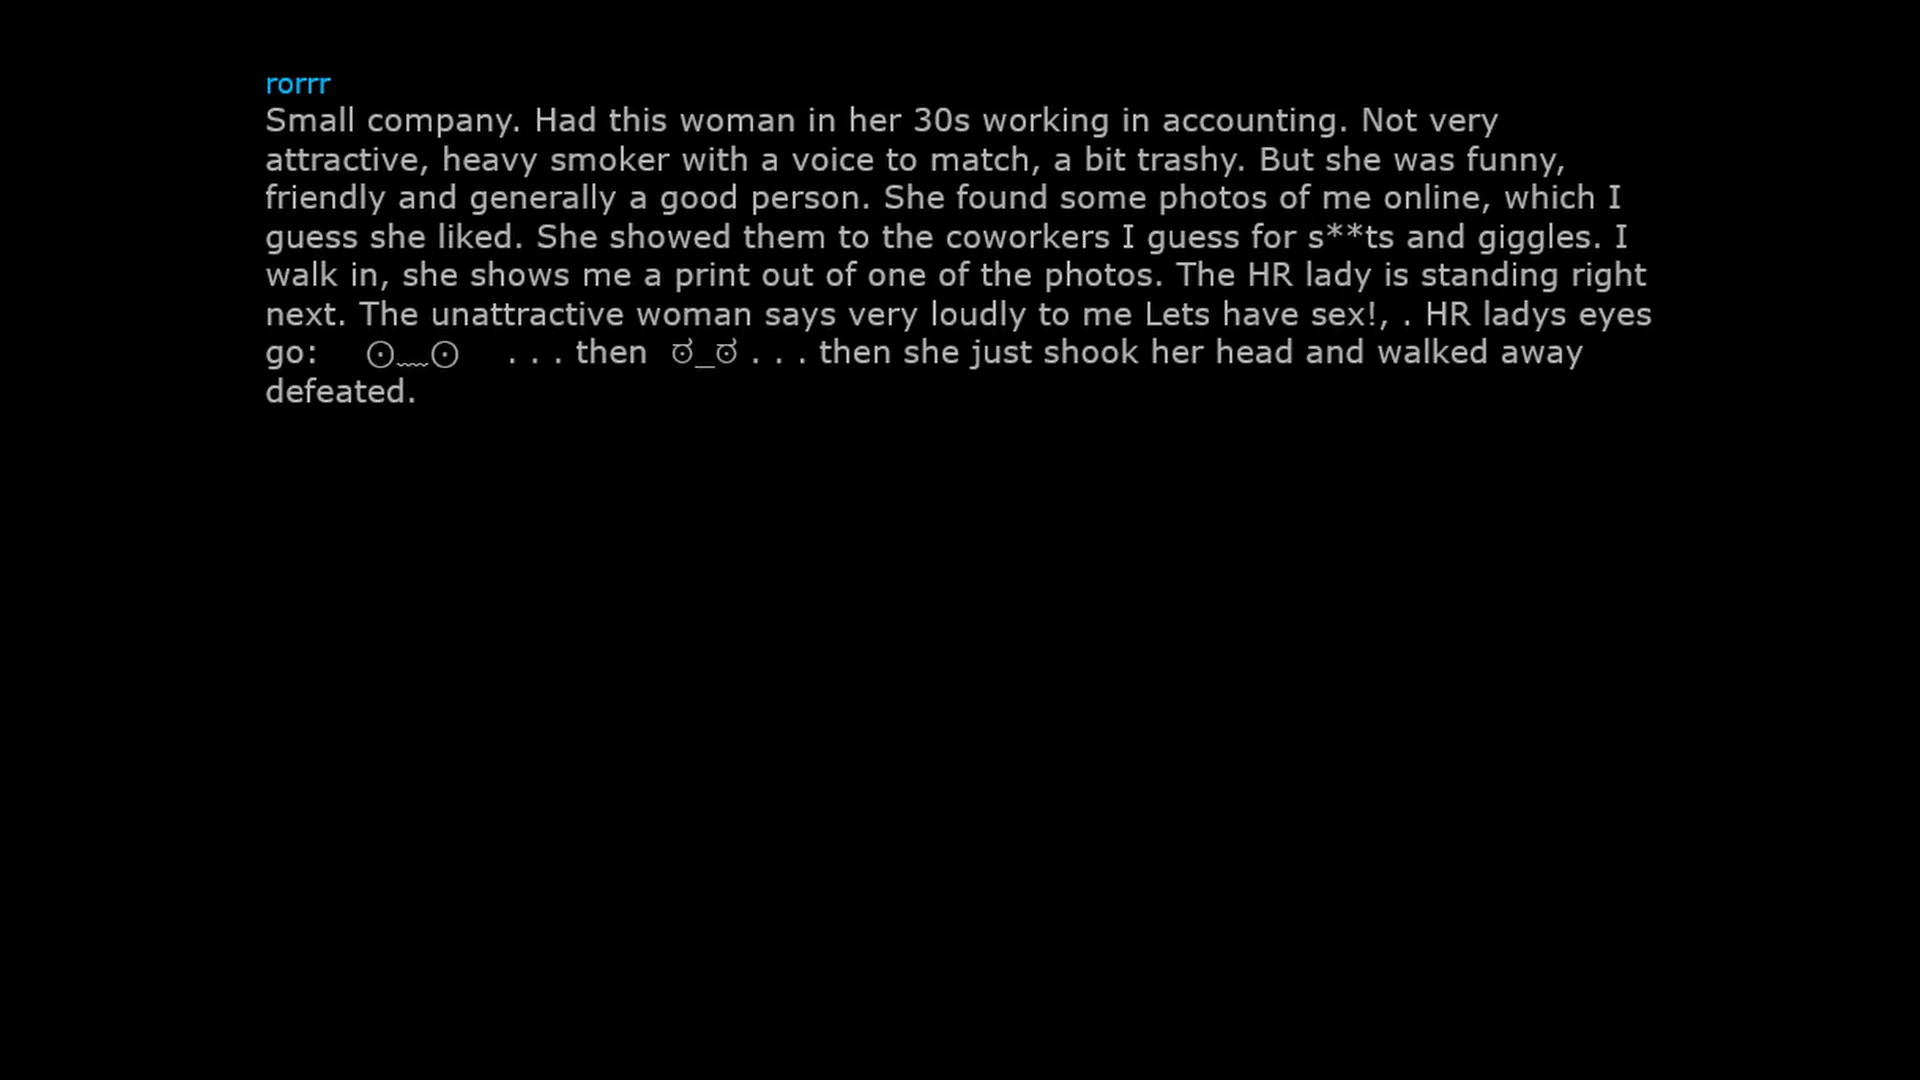 rorrr
Small company. Had this woman in her 30s working in accounting. Not very
attractive, heavy smoker with a voice to match, a bit trashy. But she was funny,
friendly and generally a good person. She found some photos of me online, which I
guess she liked. She showed them to the coworkers I guess for s**ts and giggles. I
walk in, she shows me a print out of one of the photos. The HR lady is standing right
next. The unattractive woman says very loudly to me Lets have sex!, . HR ladys eyes
go: ⊙﹏⊙ . . . then ಠ_ಠ . . . then she just shook her head and walked away
defeated.